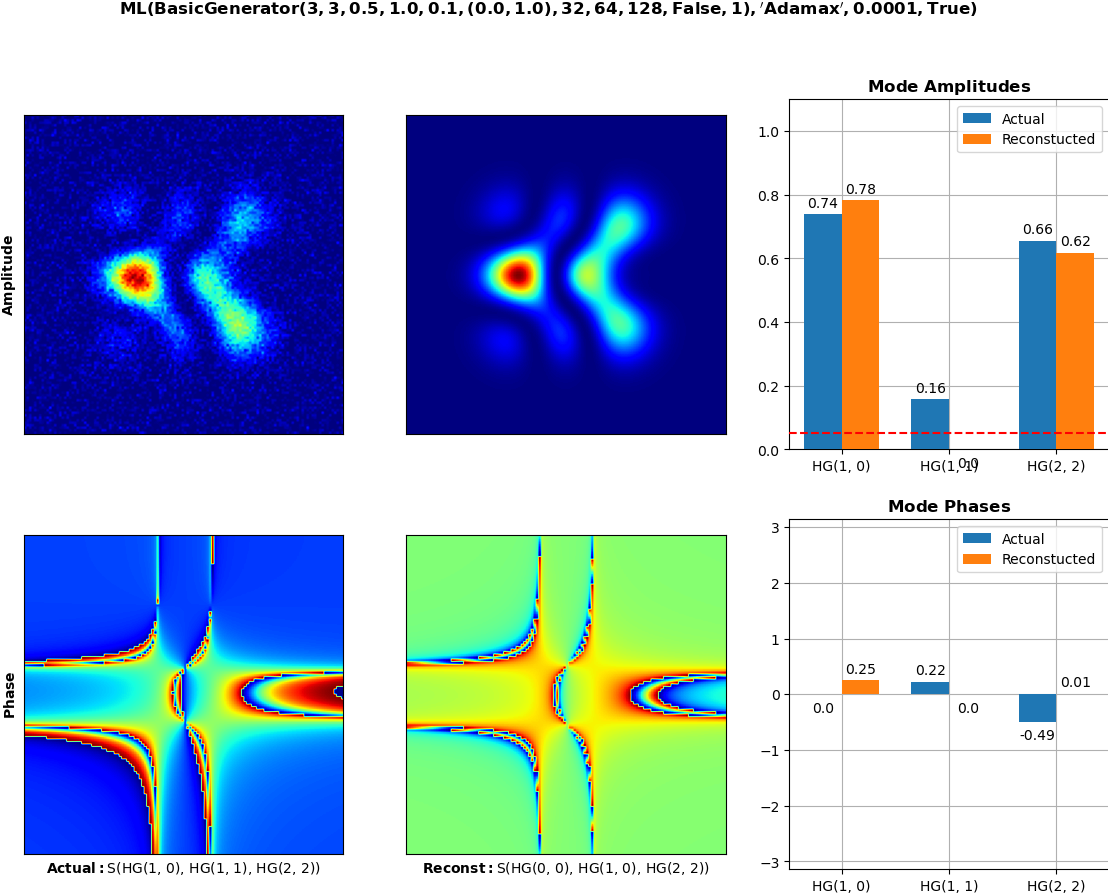 ML(BasicGenerator(3, 3, 0.5, 1.0, 0.1, (0.0, 1.0), 32, 64, 128, False, 1), 'Adamax', 0.0001, True)
Amplitude
Mode Amplitudes
Actual
Reconstucted
1.0
0.8
0.6
0.4
0.2
0.0
0.74
0.78
0.16
0.0
0.66
0.62
HG(1, 0)
HG(1, 1)
HG(2, 2)
Phase
Actual: S(HG(1, 0), HG(1, 1), HG(2, 2))
Reconst: S(HG(0, 0), HG(1, 0), HG(2, 2))
Mode Phases
Actual
Reconstucted
3
2
1
0
−1
−2
−3
0.0
0.25
0.22
0.0
-0.49
0.01
HG(1, 0)
HG(1, 1)
HG(2, 2)